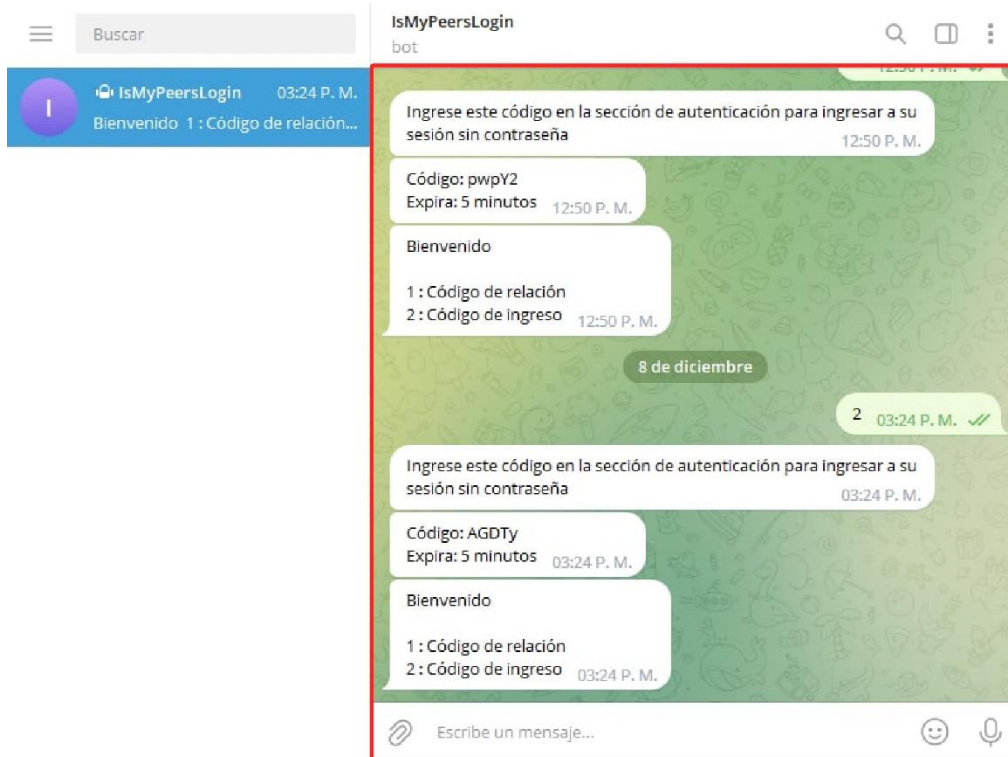 Buscar
IsMyPeersLogin
bot
I
IsMyPeersLogin 03:24 P. M.
Bienvenido 1 : Código de relación...
12:50 P. M.
Ingrese este código en la sección de autenticación para ingresar a su
sesión sin contraseña
12:50 P. M.
Código: pwpY2
Expira: 5 minutos 12:50 P. M.
Bienvenido
1 : Código de relación
2 : Código de ingreso 12:50 P. M.
8 de diciembre
2 03:24 P. M.
Ingrese este código en la sección de autenticación para ingresar a su
sesión sin contraseña
03:24 P. M.
Código: AGDTy
Expira: 5 minutos 03:24 P. M.
Bienvenido
1 : Código de relación
2 : Código de ingreso 03:24 P. M.
Escribe un mensaje...